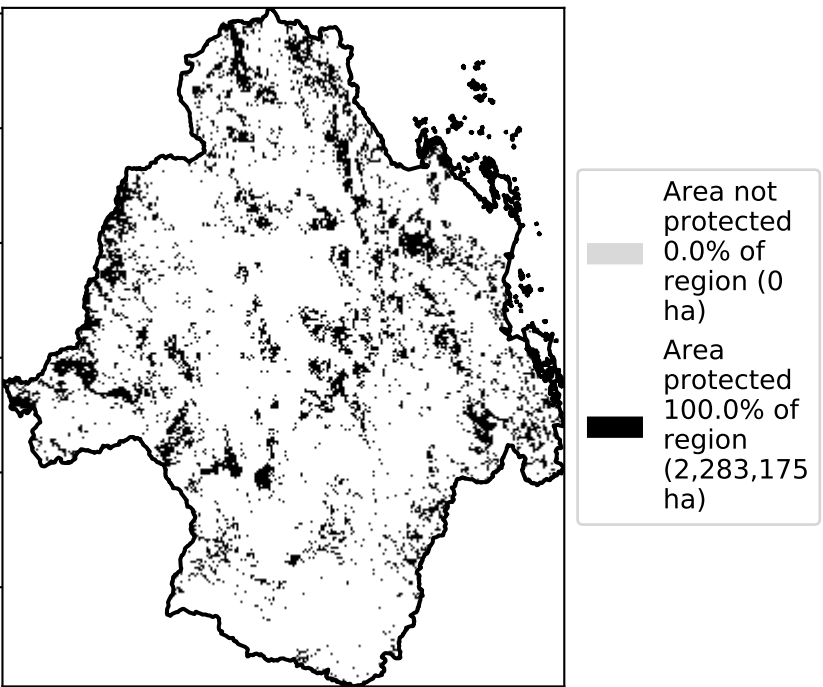 Area not
protected
0.0% of
region (0
ha)
Area
protected
100.0% of
region
(2,283,175
ha)